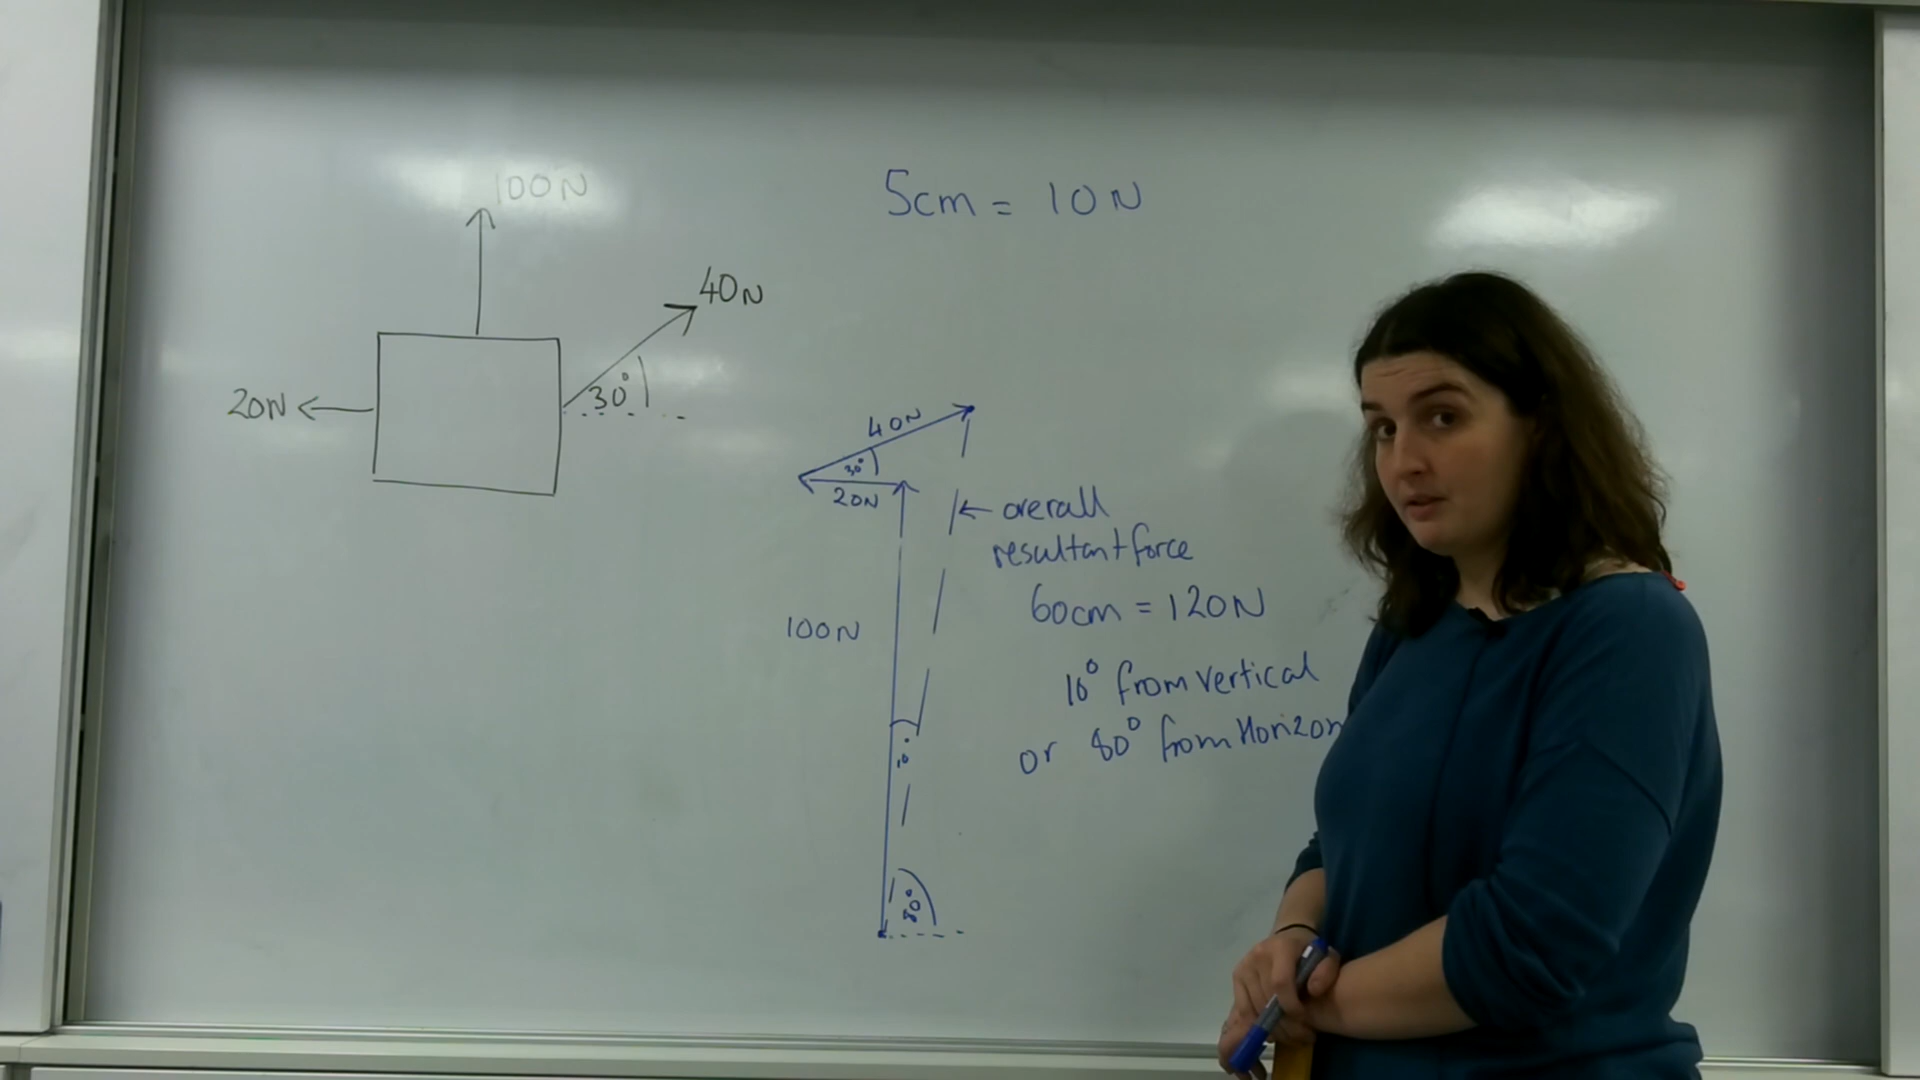 100N
40N
20N
30°
5cm = 10N
40N
30°
20N
100N
overall
resultant force
60cm = 120N
10° from vertical
or 80° from Horizon
10°
80°